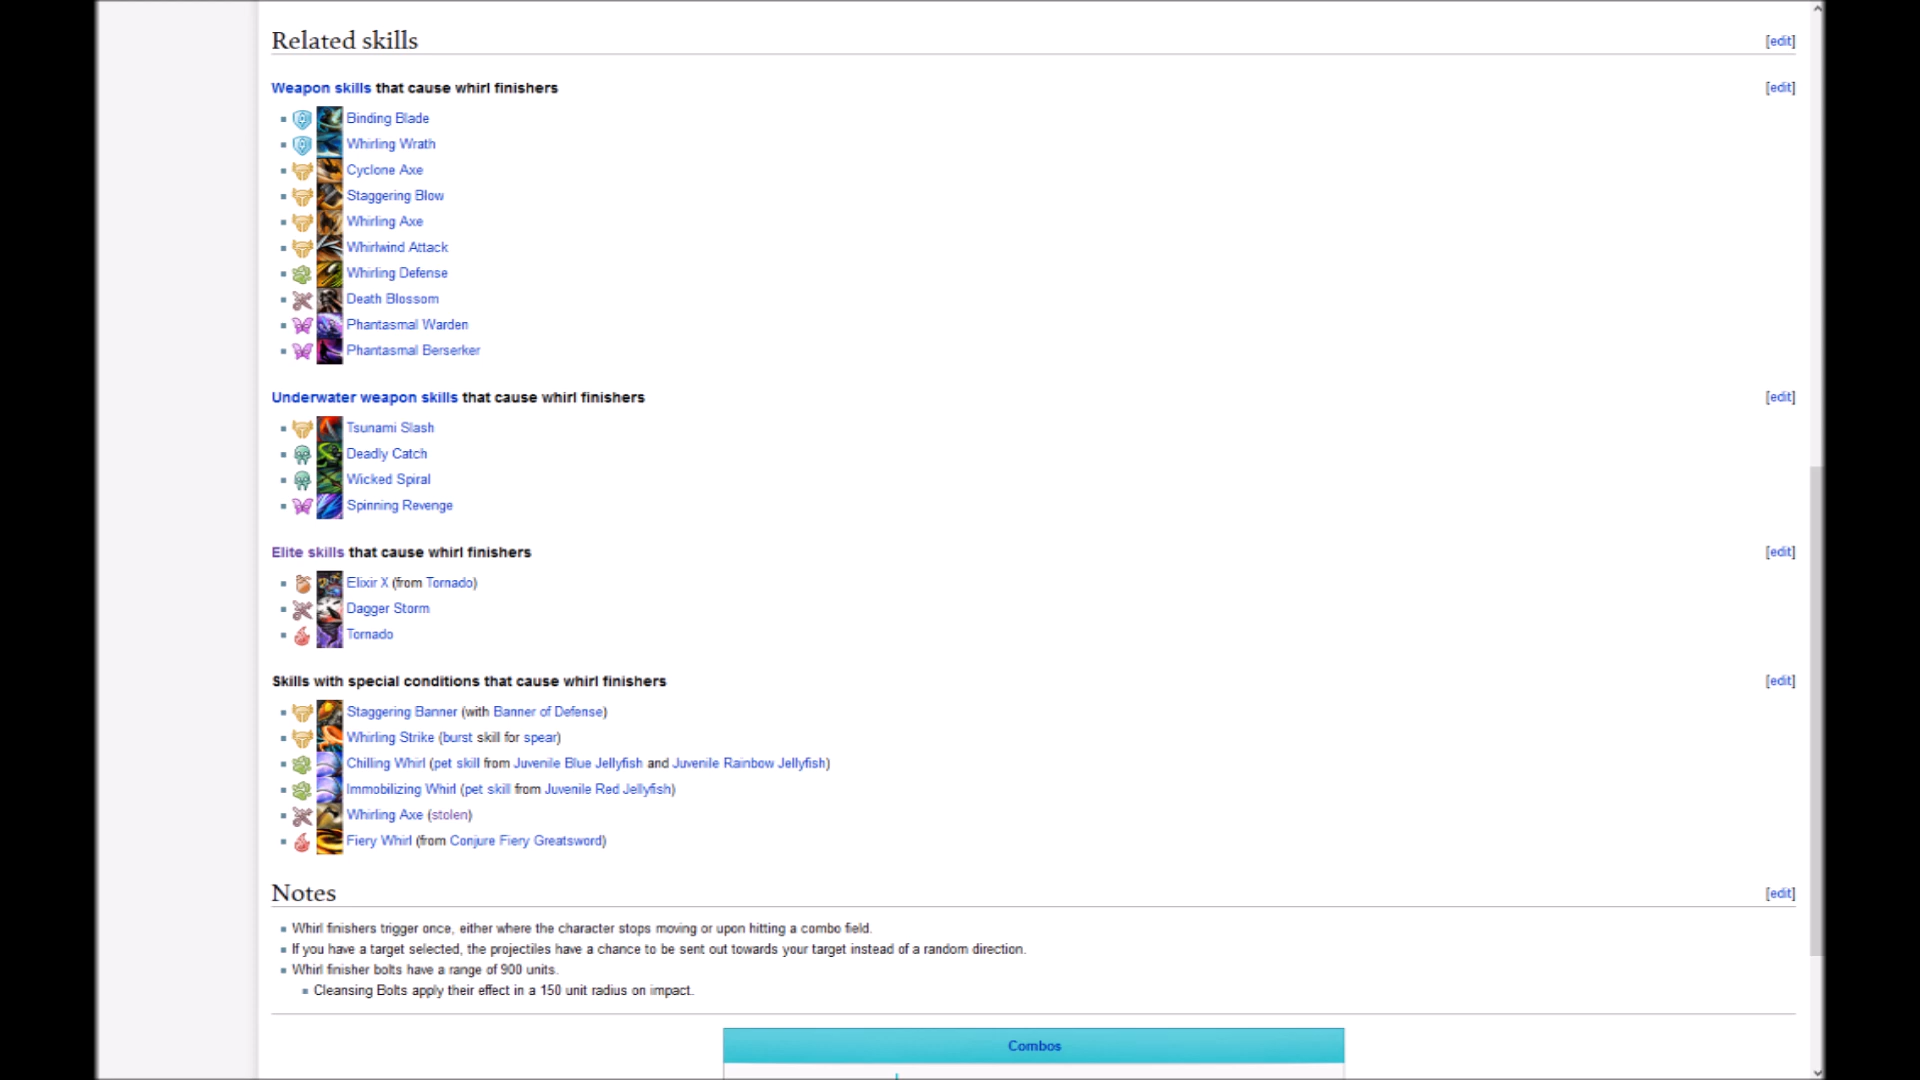 Related skills [edit]
Weapon skills that cause whirl finishers [edit]
Binding Blade
Whirling Wrath
Cyclone Axe
Staggering Blow
Whirling Axe
Whirlwind Attack
Whirling Defense
Death Blossom
Phantasmal Warden
Phantasmal Berserker
Underwater weapon skills that cause whirl finishers [edit]
Tsunami Slash
Deadly Catch
Wicked Spiral
Spinning Revenge
Elite skills that cause whirl finishers [edit]
Elixir X (from Tornado)
Dagger Storm
Tornado
Skills with special conditions that cause whirl finishers [edit]
Staggering Banner (with Banner of Defense)
Whirling Strike (burst skill for spear)
Chilling Whirl (pet skill from Juvenile Blue Jellyfish and Juvenile Rainbow Jellyfish)
Immobilizing Whirl (pet skill from Juvenile Red Jellyfish)
Whirling Axe (stolen)
Fiery Whirl (from Conjure Fiery Greatsword)
Notes [edit]
Whirl finishers trigger once, either where the character stops moving or upon hitting a combo field.
If you have a target selected, the projectiles have a chance to be sent out towards your target instead of a random direction.
Whirl finisher bolts have a range of 900 units.
Cleansing Bolts apply their effect in a 150 unit radius on impact.
Combos